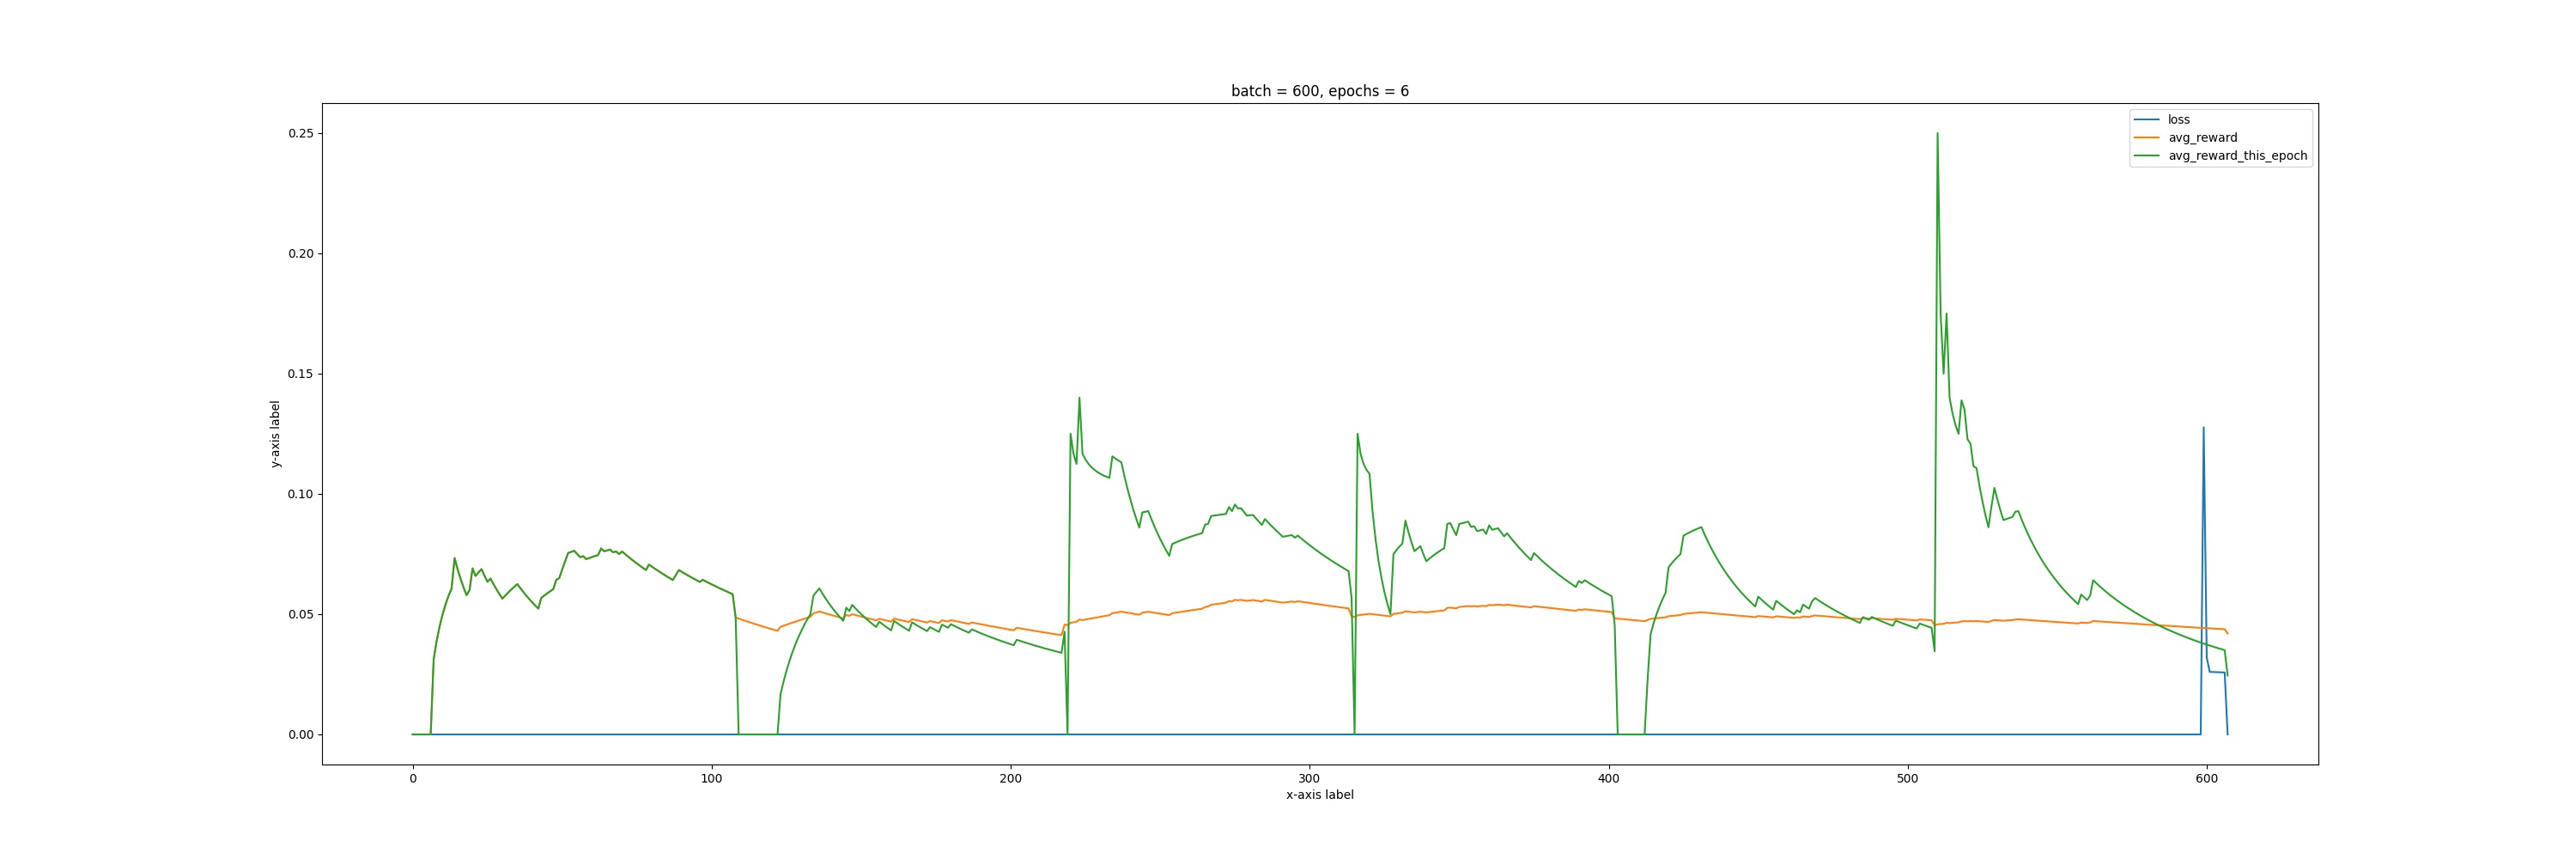 batch = 600, epochs = 6
loss
avg_reward
avg_reward_this_epoch
0.25
0.20
0.15
0.10
0.05
0.00
y-axis label
0 100 200 300 400 500 600
x-axis label